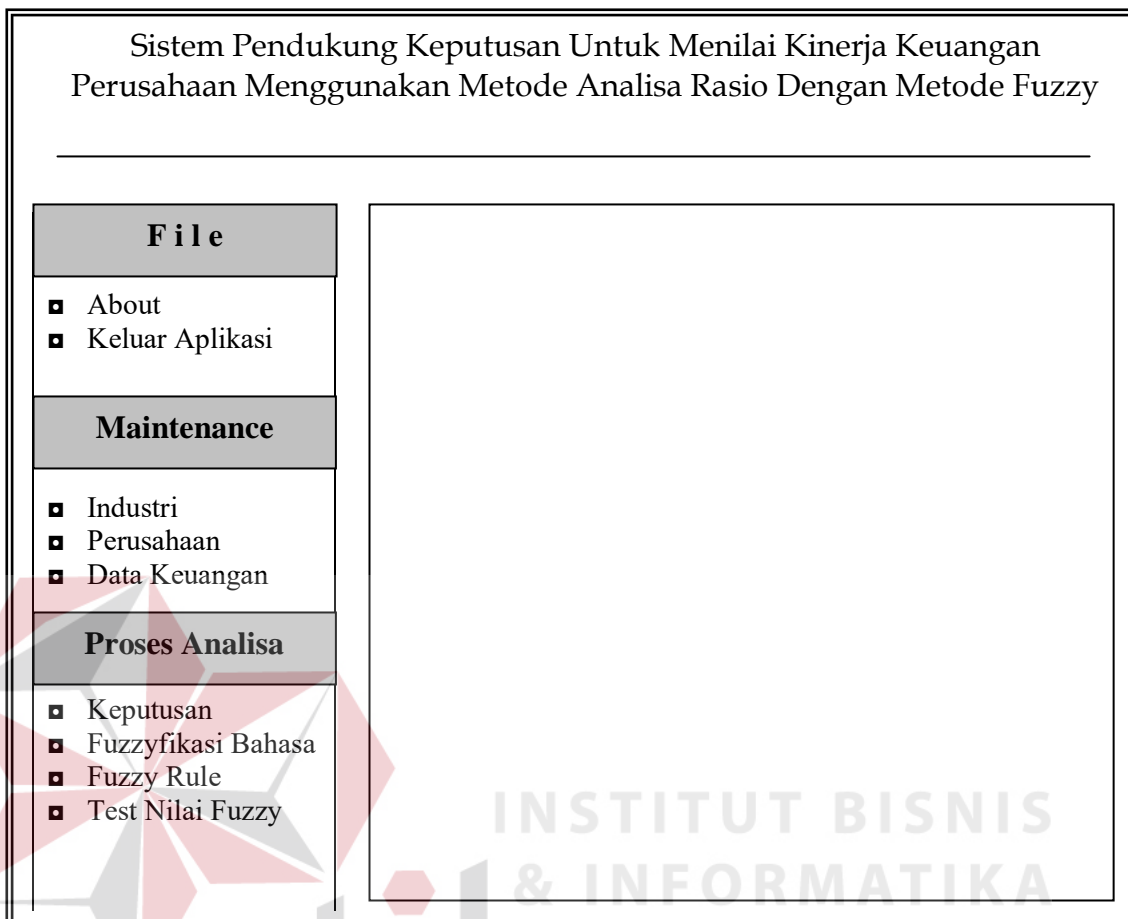 Sistem Pendukung Keputusan Untuk Menilai Kinerja Keuangan
Perusahaan Menggunakan Metode Analisa Rasio Dengan Metode Fuzzy
F i l e
About
Keluar Aplikasi
Maintenance
Industri
Perusahaan
Data Keuangan
Proses Analisa
Keputusan
Fuzzyfikasi Bahasa
Fuzzy Rule
Test Nilai Fuzzy
INSTITUT BISNIS
& INFORMATIKA